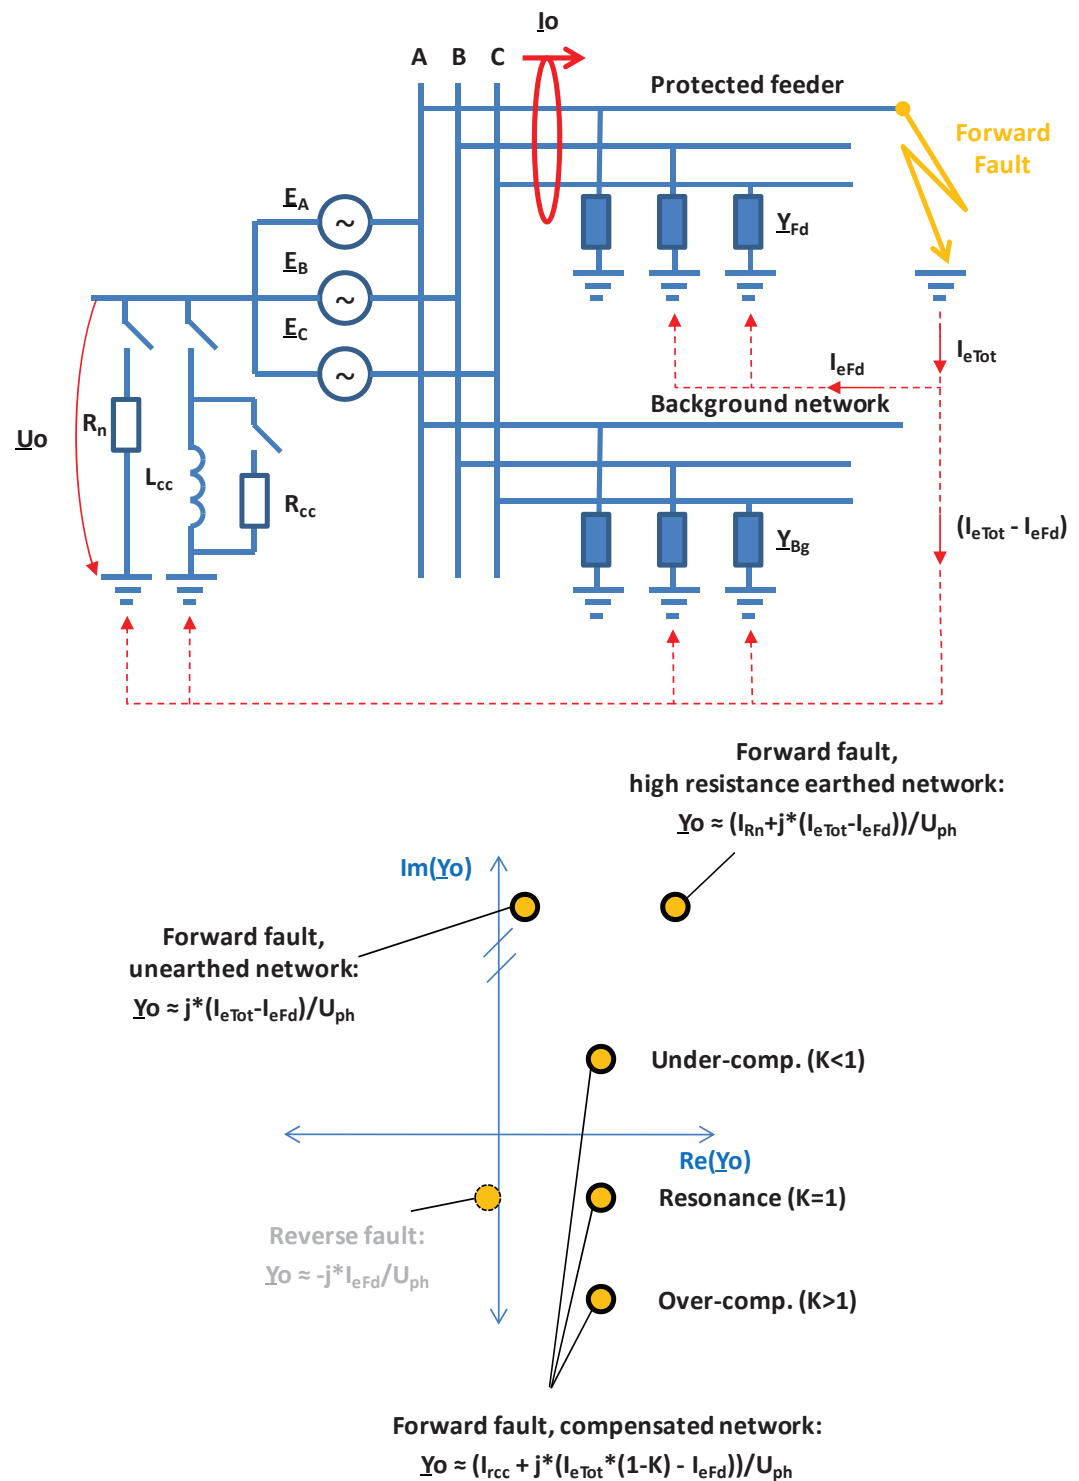 Io
A B C
Protected feeder
Forward
Fault
EA
EB
EC
YFd
IeTot
IeFd
Background network
Uo
Rn
Lcc
Rcc
YBg
(IeTot - IeFd)
~
~
~
Forward fault,
high resistance earthed network:
Yo ≈ (IRn+j*(IeTot-IeFd))/Uph
Im(Yo)
Forward fault,
unearthed network:
Yo ≈ j*(IeTot-IeFd)/Uph
Under-comp. (K<1)
Re(Yo)
Resonance (K=1)
Reverse fault:
Yo ≈ -j*IeFd/Uph
Over-comp. (K>1)
Forward fault, compensated network:
Yo ≈ (Ircc + j*(IeTot*(1-K) - IeFd))/Uph